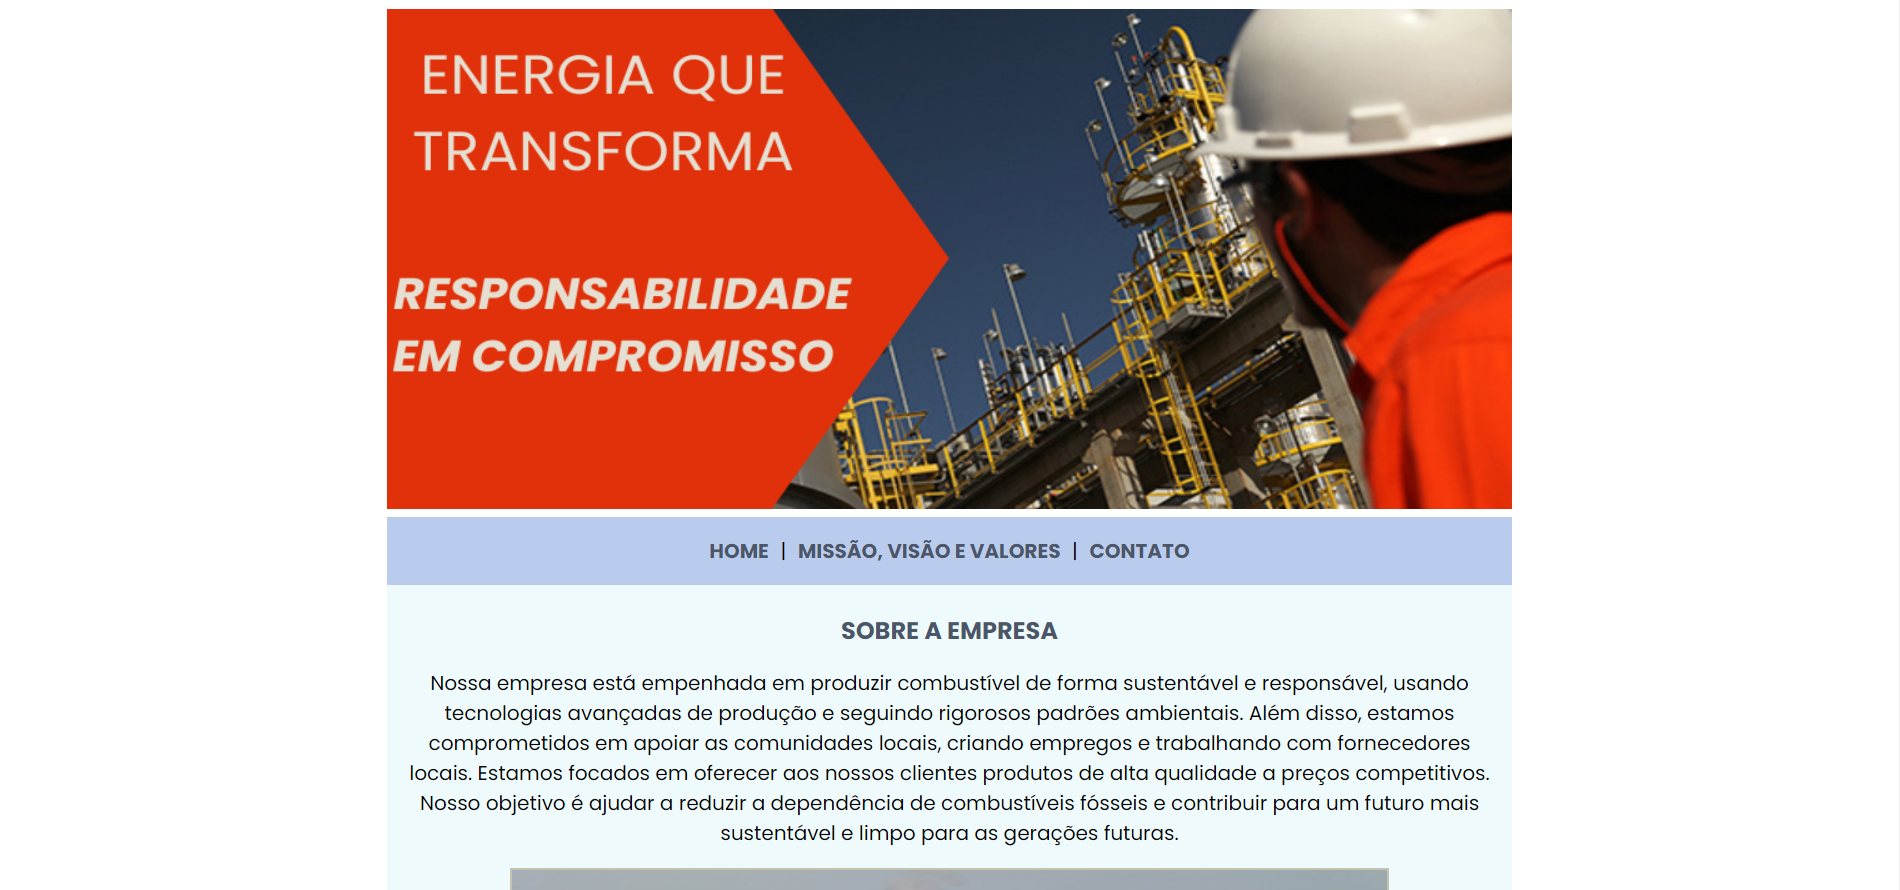 ENERGIA QUE
TRANSFORMA
RESPONSABILIDADE
EM COMPROMISSO
HOME | MISSÃO, VISÃO E VALORES | CONTATO
SOBRE A EMPRESA
Nossa empresa está empenhada em produzir combustível de forma sustentável e responsável, usando
tecnologias avançadas de produção e seguindo rigorosos padrões ambientais. Além disso, estamos
comprometidos em apoiar as comunidades locais, criando empregos e trabalhando com fornecedores
locais. Estamos focados em oferecer aos nossos clientes produtos de alta qualidade a preços competitivos.
Nosso objetivo é ajudar a reduzir a dependência de combustíveis fósseis e contribuir para um futuro mais
sustentável e limpo para as gerações futuras.